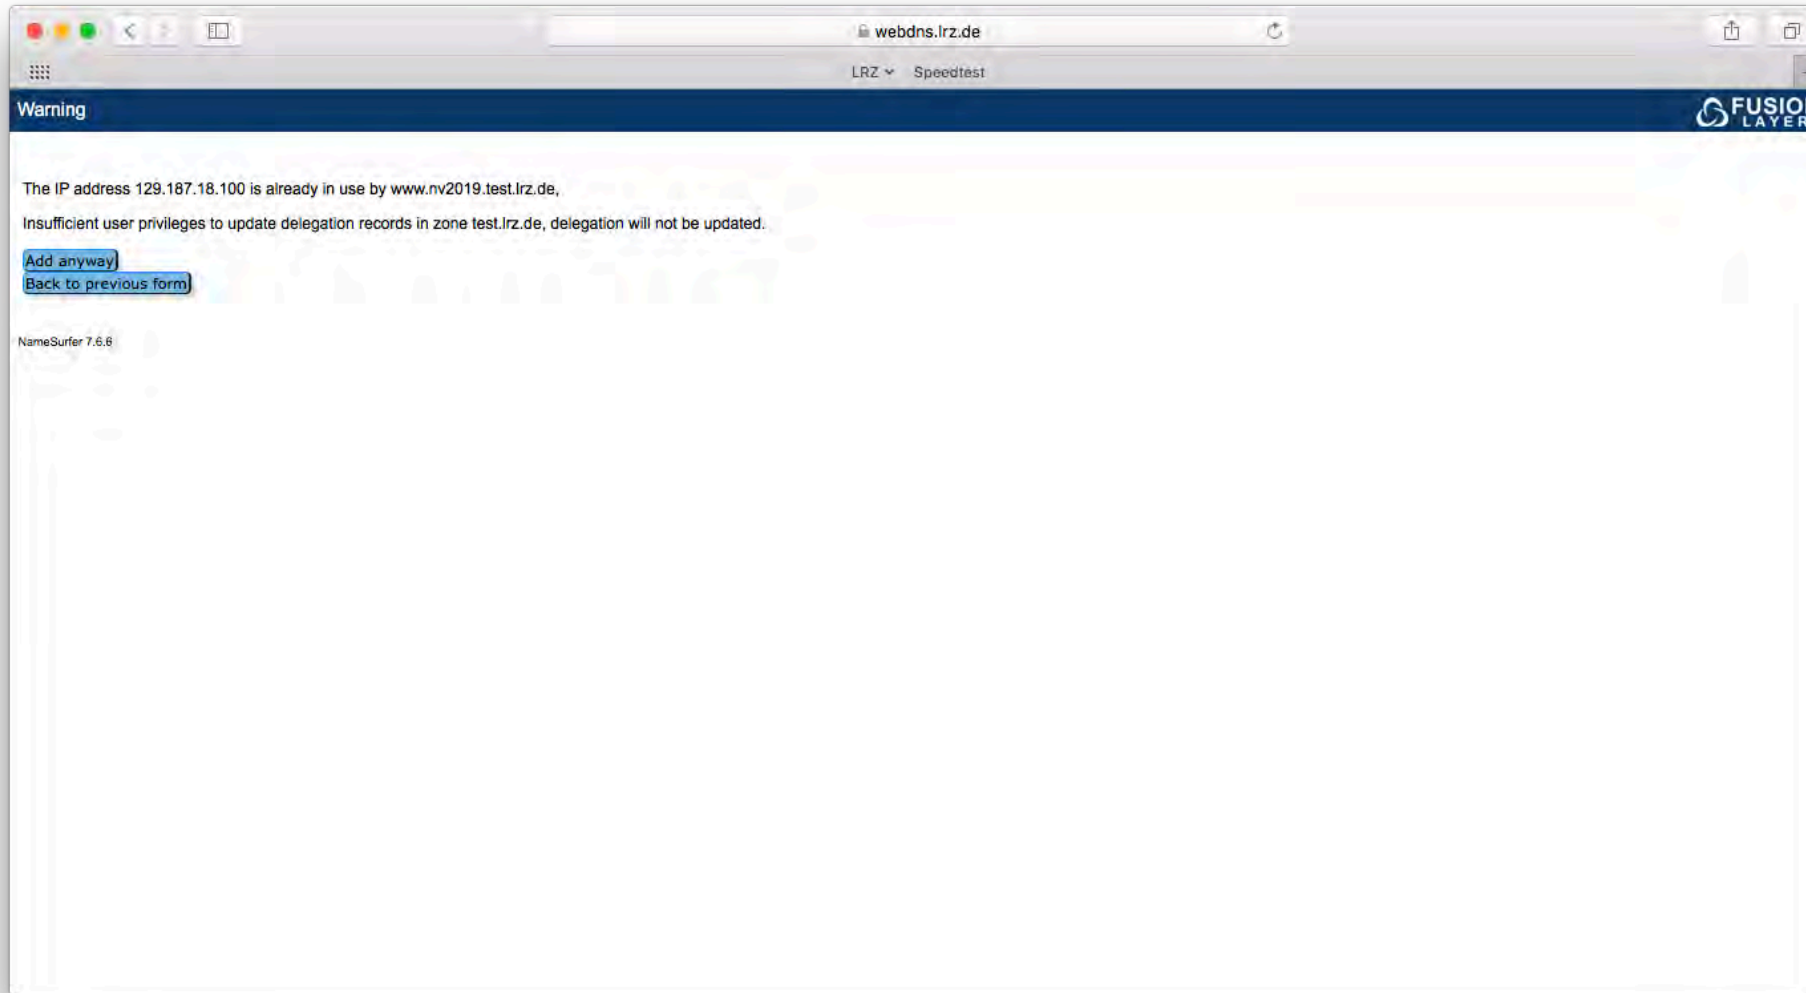 webdns.lrz.de
LRZ Speedtest
Warning
FUSIO
LAYER
The IP address 129.187.18.100 is already in use by www.nv2019.test.lrz.de,
Insufficient user privileges to update delegation records in zone test.lrz.de, delegation will not be updated.
Add anyway
Back to previous form
NameSurfer 7.6.6